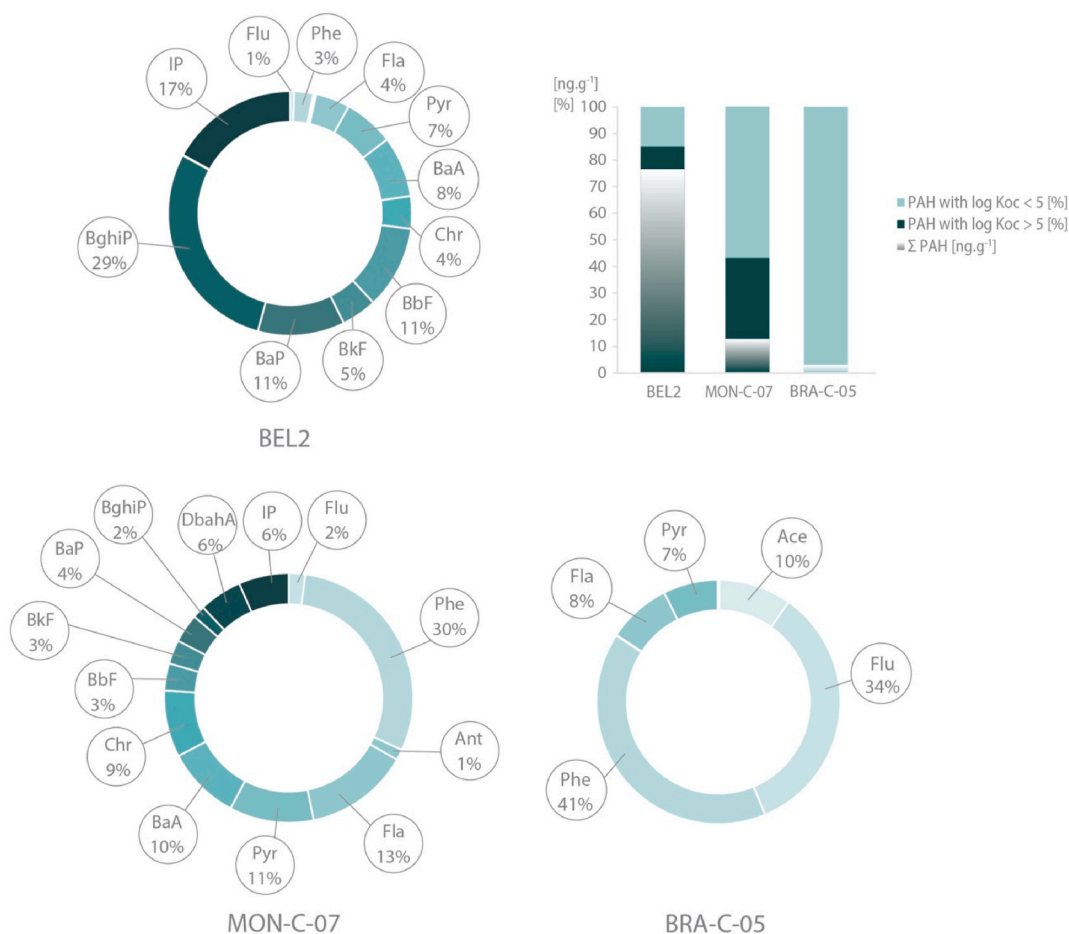 Flu
1%
Phe
3%
Fla
4%
Pyr
7%
BaA
8%
Chr
4%
BbF
11%
BkF
5%
BaP
11%
BghiP
29%
IP
17%
BEL2
[ng.g⁻¹]
[%]
100
90
80
70
60
50
40
30
20
10
0
BEL2
MON-C-07
BRA-C-05
PAH with log Koc < 5 [%]
PAH with log Koc > 5 [%]
Σ PAH [ng.g⁻¹]
Flu
2%
Phe
30%
Ant
1%
Fla
13%
Pyr
11%
BaA
10%
Chr
9%
BbF
3%
BkF
3%
BaP
4%
BghiP
2%
DbahA
6%
IP
6%
MON-C-07
Ace
10%
Flu
34%
Phe
41%
Fla
8%
Pyr
7%
BRA-C-05